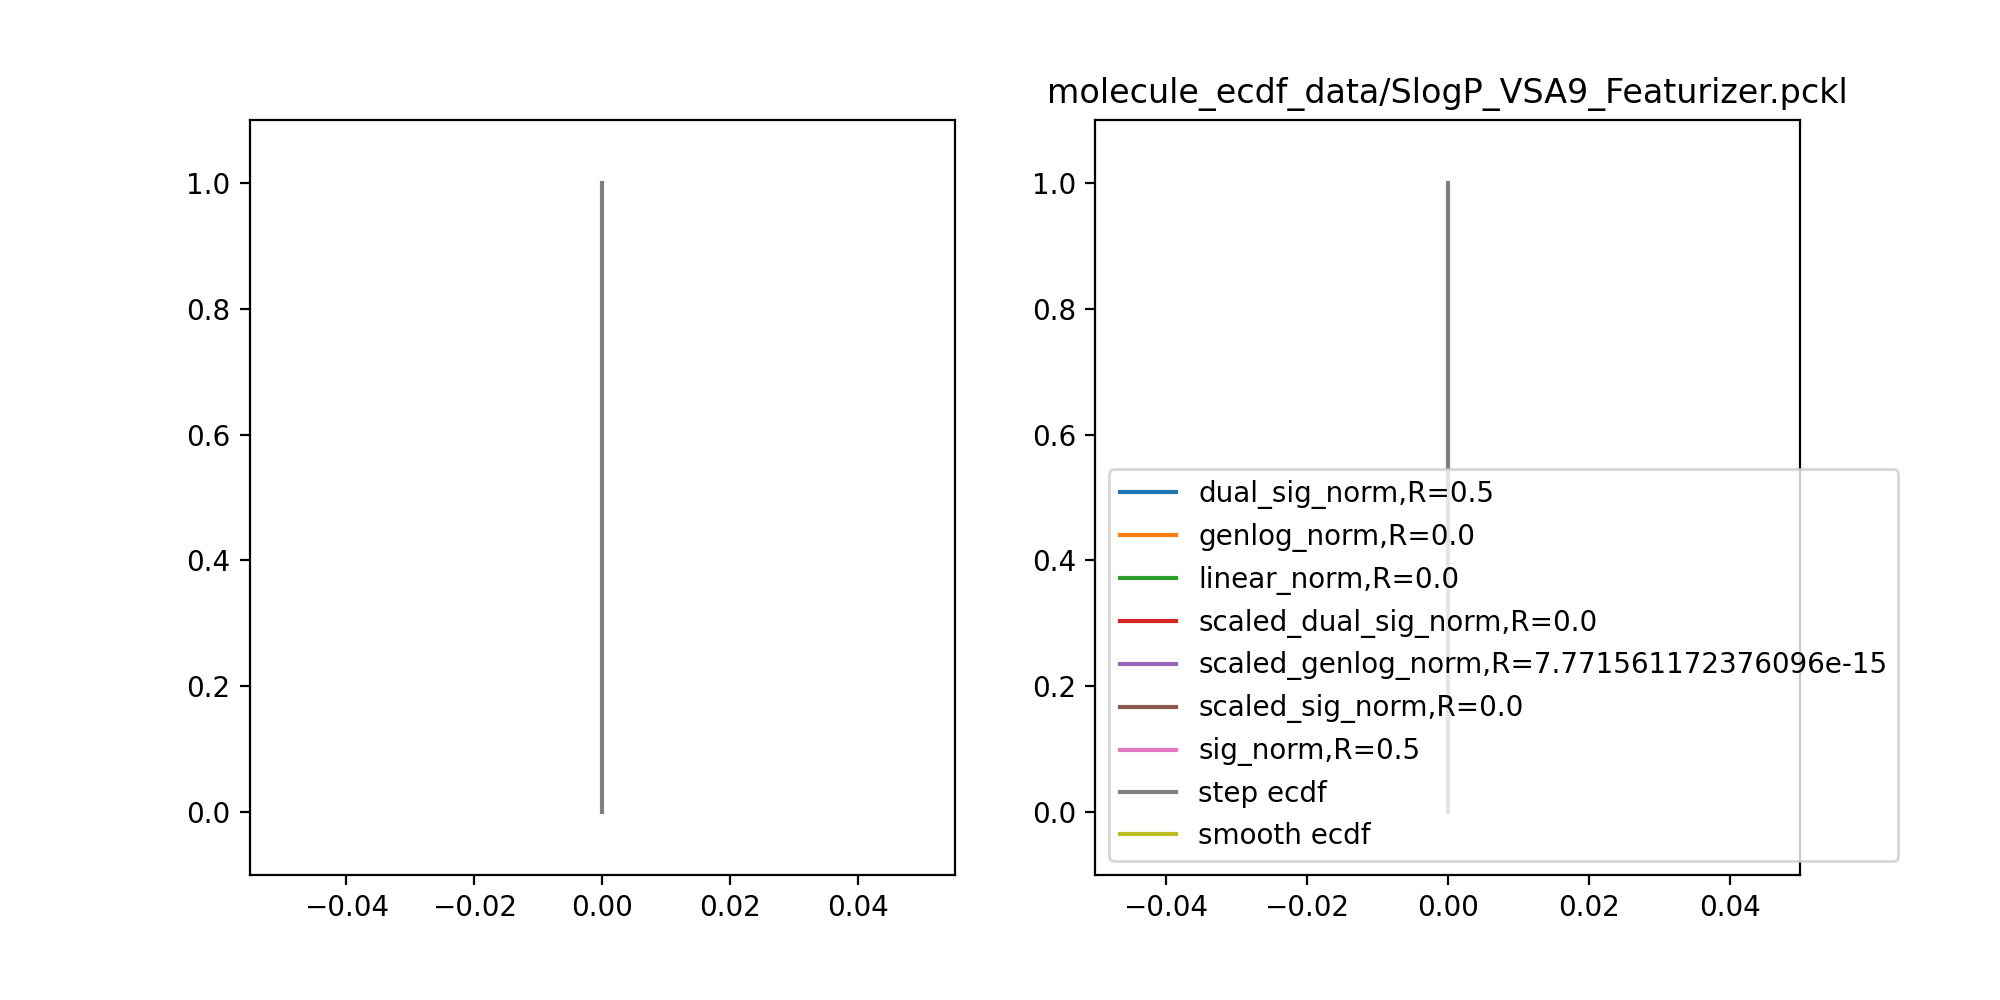 molecule_ecdf_data/SlogP_VSA9_Featurizer.pckl
1.0
0.8
0.6
0.4
0.2
0.0
−0.04 −0.02 0.00 0.02 0.04
1.0
0.8
0.6
0.4
0.2
0.0
dual_sig_norm,R=0.5
genlog_norm,R=0.0
linear_norm,R=0.0
scaled_dual_sig_norm,R=0.0
scaled_genlog_norm,R=7.771561172376096e-15
scaled_sig_norm,R=0.0
sig_norm,R=0.5
step ecdf
smooth ecdf
−0.04 −0.02 0.00 0.02 0.04